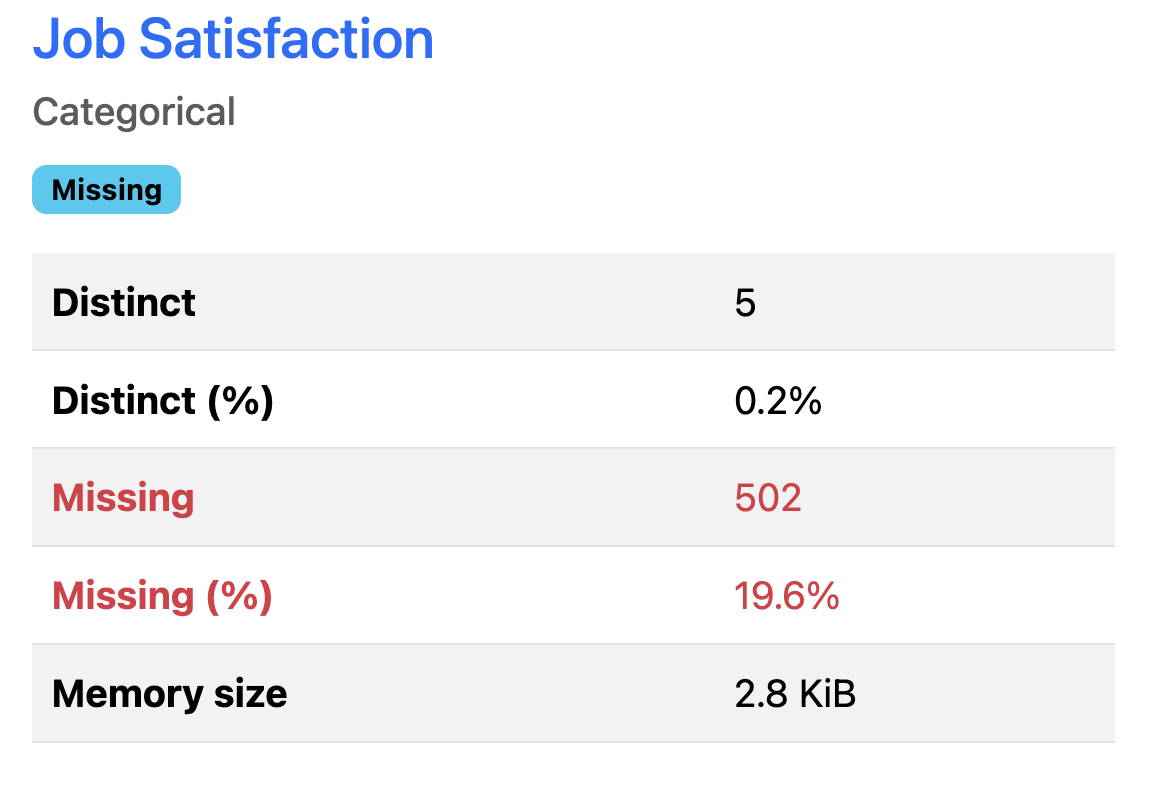 Job Satisfaction
Categorical
Missing
Distinct 5
Distinct (%) 0.2%
Missing 502
Missing (%) 19.6%
Memory size 2.8 KiB